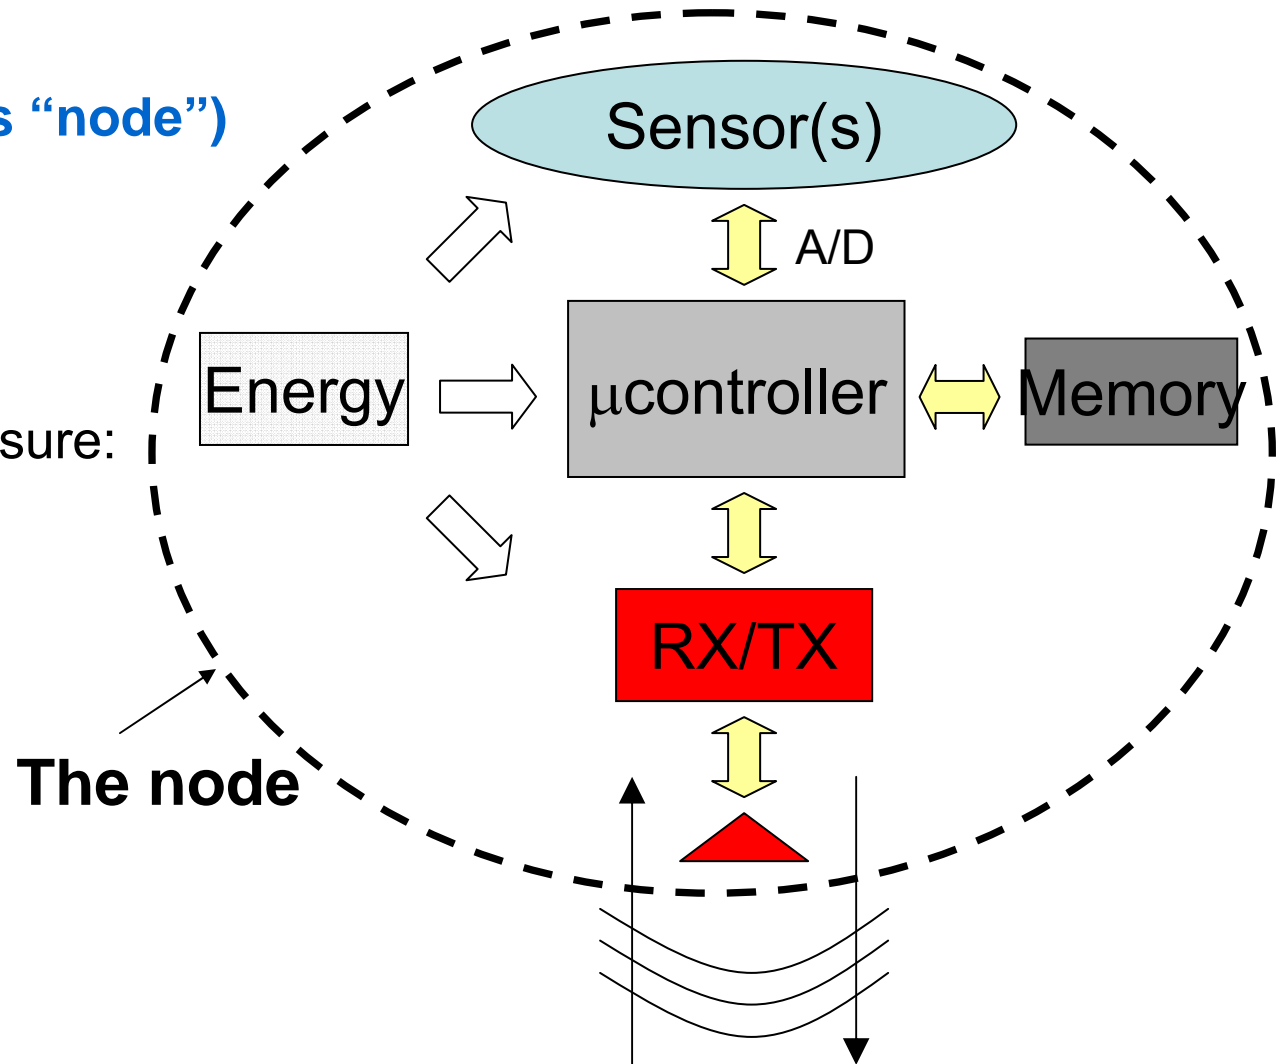 s “node”)
Sensor(s)
A/D
Energy
μcontroller
Memory
sure:
RX/TX
The node